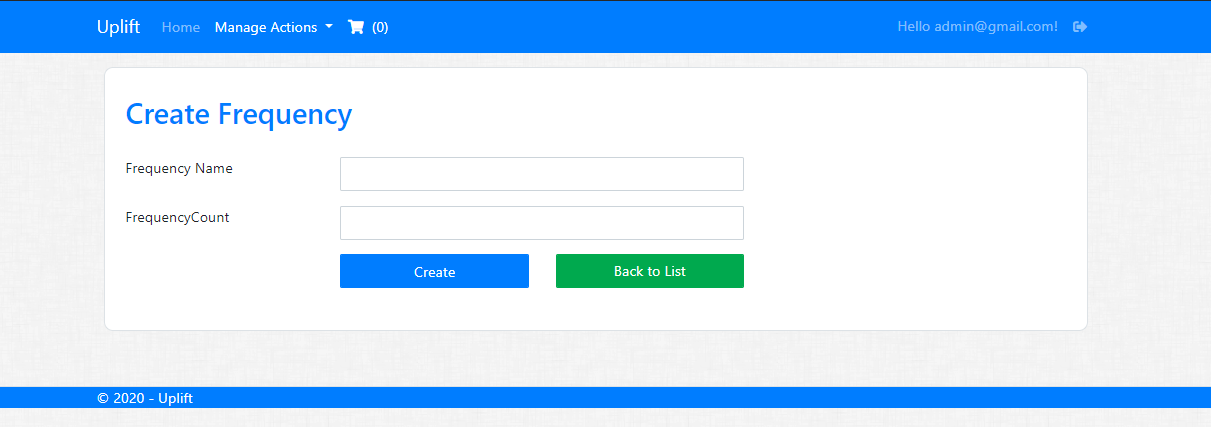 Uplift Home Manage Actions (0) Hello admin@gmail.com!
Create Frequency
Frequency Name
FrequencyCount
Create Back to List
© 2020 - Uplift